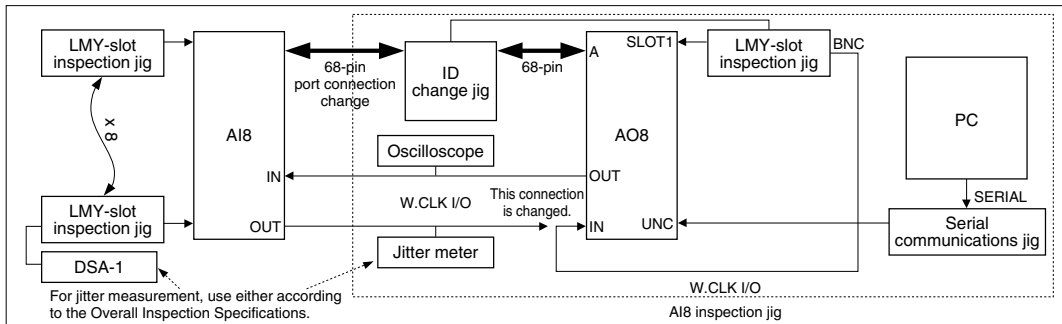 LMY-slot
inspection jig
x 8
LMY-slot
inspection jig
DSA-1
For jitter measurement, use either according
to the Overall Inspection Specifications.
AI8
IN
OUT
68-pin
port connection
change
ID
change jig
68-pin
Oscilloscope
W.CLK I/O
Jitter meter
This connection
is changed.
A
SLOT1
AO8
OUT
IN
UNC
LMY-slot
inspection jig
BNC
PC
SERIAL
Serial
communications jig
W.CLK I/O
AI8 inspection jig